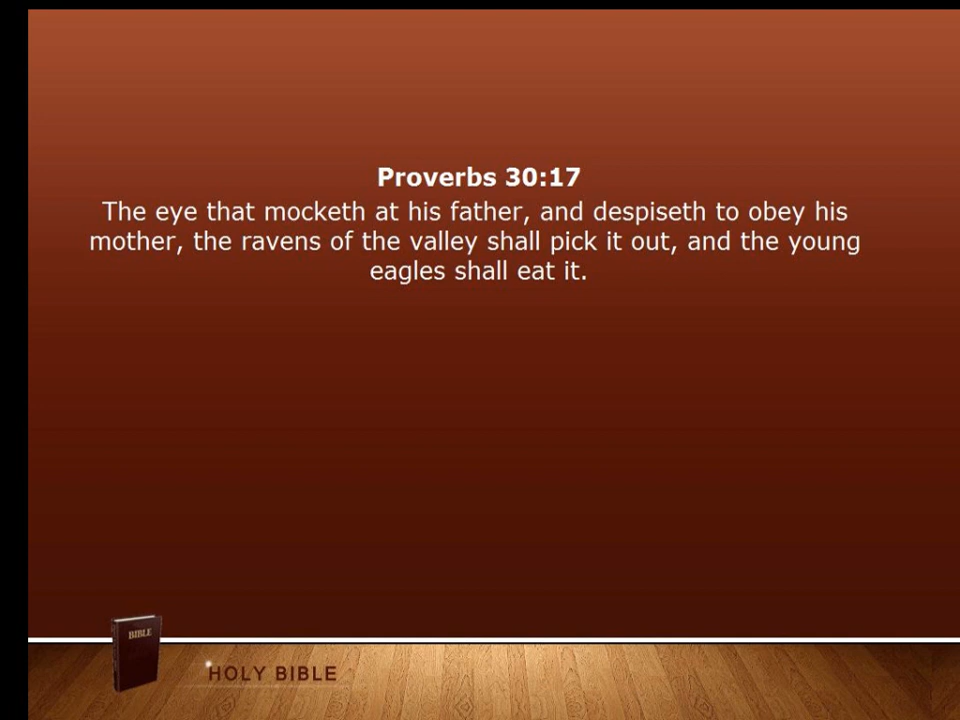 Proverbs 30:17
The eye that mocketh at his father, and despiseth to obey his
mother, the ravens of the valley shall pick it out, and the young
eagles shall eat it.
BIBLE
HOLY BIBLE